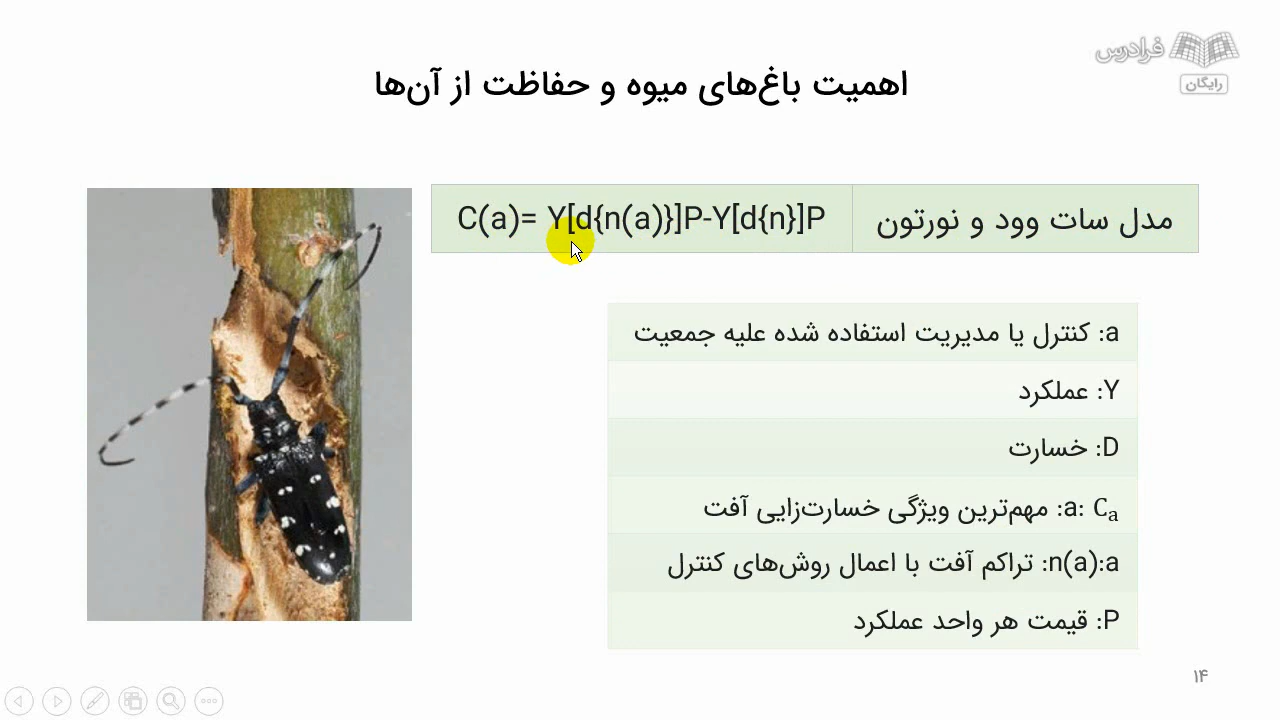 فرادرس
رایگان
اهمیت باغ‌های میوه و حفاظت از آن‌ها
مدل سات وود و نورتون
C(a)= Y[d{n(a)}]P-Y[d{n}]P
a: کنترل یا مدیریت استفاده شده علیه جمعیت
Y: عملکرد
D: خسارت
Ca :a: مهم‌ترین ویژگی خسارت‌زایی آفت
n(a):a: تراکم آفت با اعمال روش‌های کنترل
P: قیمت هر واحد عملکرد
۱۴